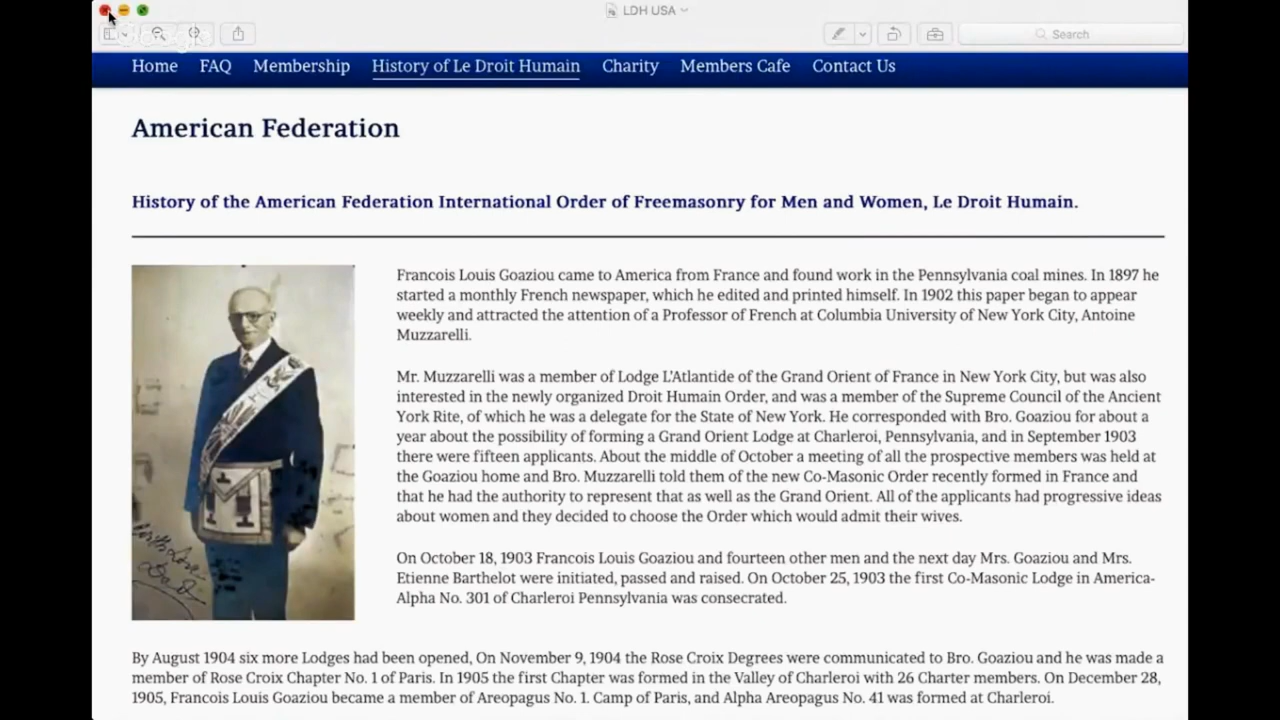 LDH USA
Google
Search
Home FAQ Membership History of Le Droit Humain Charity Members Cafe Contact Us
American Federation
History of the American Federation International Order of Freemasonry for Men and Women, Le Droit Humain.
Francois Louis Goaziou came to America from France and found work in the Pennsylvania coal mines. In 1897 he
started a monthly French newspaper, which he edited and printed himself. In 1902 this paper began to appear
weekly and attracted the attention of a Professor of French at Columbia University of New York City, Antoine
Muzzarelli.
Mr. Muzzarelli was a member of Lodge L'Atlantide of the Grand Orient of France in New York City, but was also
interested in the newly organized Droit Humain Order, and was a member of the Supreme Council of the Ancient
York Rite, of which he was a delegate for the State of New York. He corresponded with Bro. Goaziou for about a
year about the possibility of forming a Grand Orient Lodge at Charleroi, Pennsylvania, and in September 1903
there were fifteen applicants. About the middle of October a meeting of all the prospective members was held at
the Goaziou home and Bro. Muzzarelli told them of the new Co-Masonic Order recently formed in France and
that he had the authority to represent that as well as the Grand Orient. All of the applicants had progressive ideas
about women and they decided to choose the Order which would admit their wives.
On October 18, 1903 Francois Louis Goaziou and fourteen other men and the next day Mrs. Goaziou and Mrs.
Etienne Barthelot were initiated, passed and raised. On October 25, 1903 the first Co-Masonic Lodge in America-
Alpha No. 301 of Charleroi Pennsylvania was consecrated.
Love
Dad
By August 1904 six more Lodges had been opened, On November 9, 1904 the Rose Croix Degrees were communicated to Bro. Goaziou and he was made a
member of Rose Croix Chapter No. 1 of Paris. In 1905 the first Chapter was formed in the Valley of Charleroi with 26 Charter members. On December 28,
1905, Francois Louis Goaziou became a member of Areopagus No. 1. Camp of Paris, and Alpha Areopagus No. 41 was formed at Charleroi.